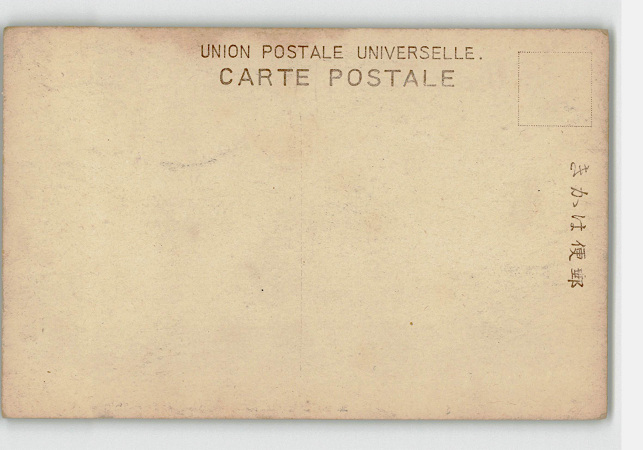 UNION POSTALE UNIVERSELLE.
CARTE POSTALE
きかは便郵